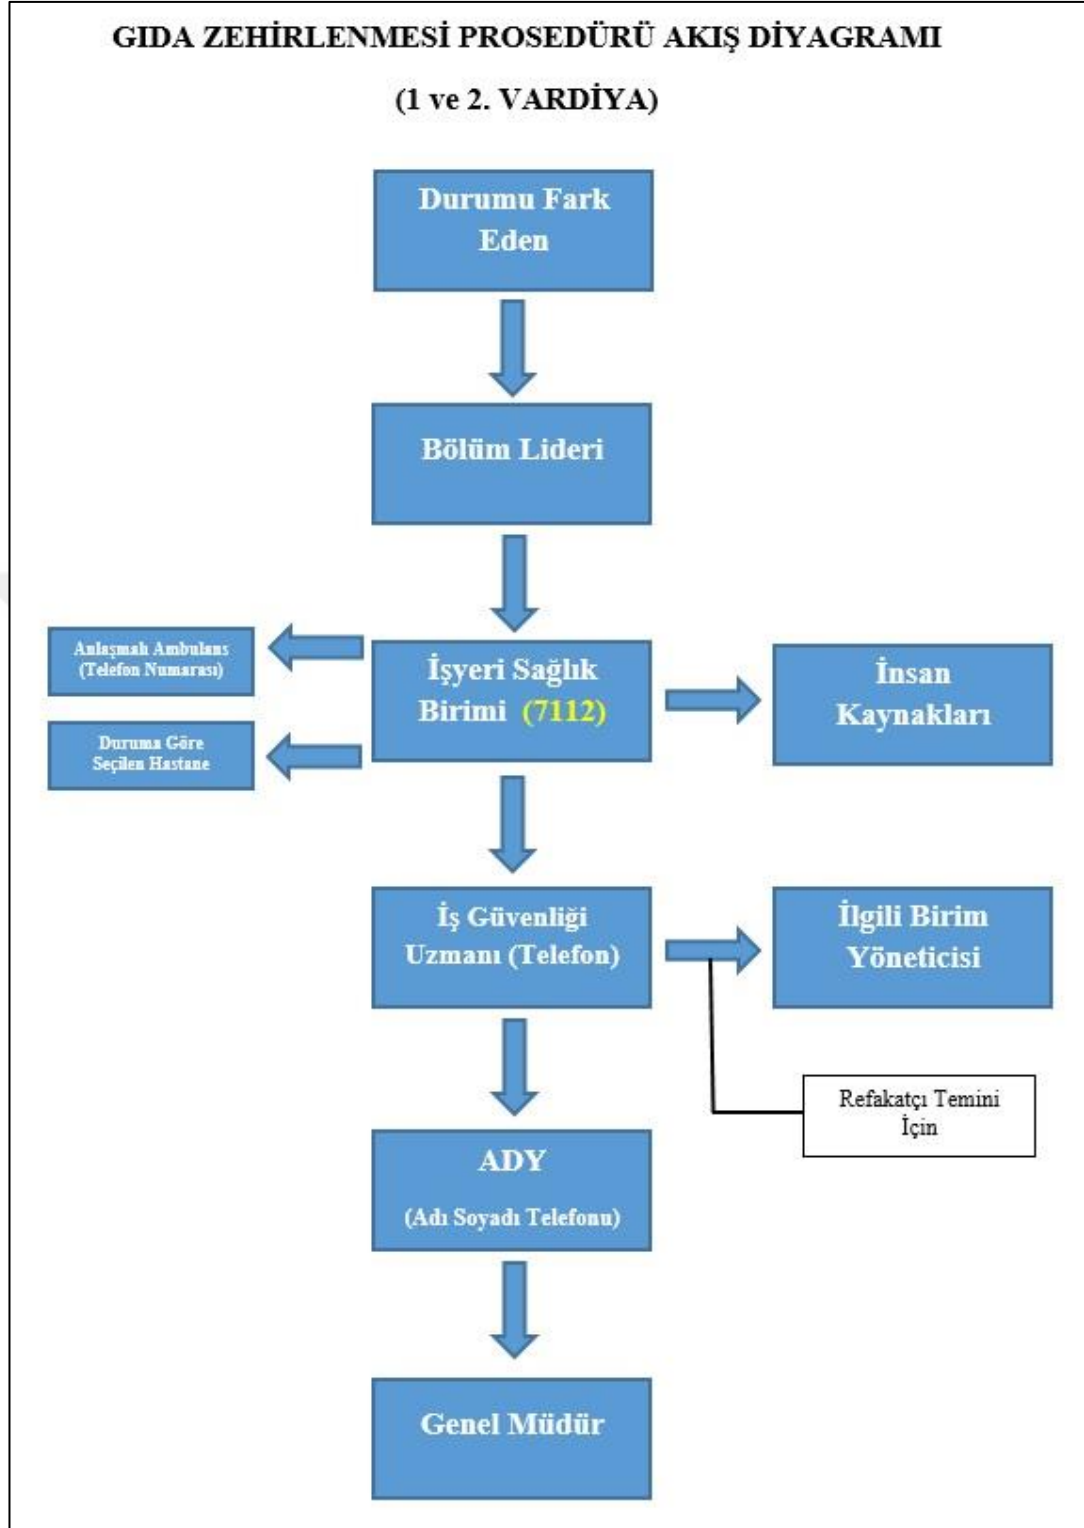 GIDA ZEHİRLENMESİ PROSEDÜRÜ AKIŞ DİYAGRAMI
(1 ve 2. VARDİYA)
Durumu Fark
Eden
Bölüm Lideri
Anlaşmalı Ambulans
(Telefon Numarası)
Duruma Göre
Seçilen Hastane
İşyeri Sağlık
Birimi (7112)
İnsan
Kaynakları
İş Güvenliği
Uzmanı (Telefon)
İlgili Birim
Yöneticisi
Refakatçı Temini
İçin
ADY
(Adı Soyadı Telefonu)
Genel Müdür